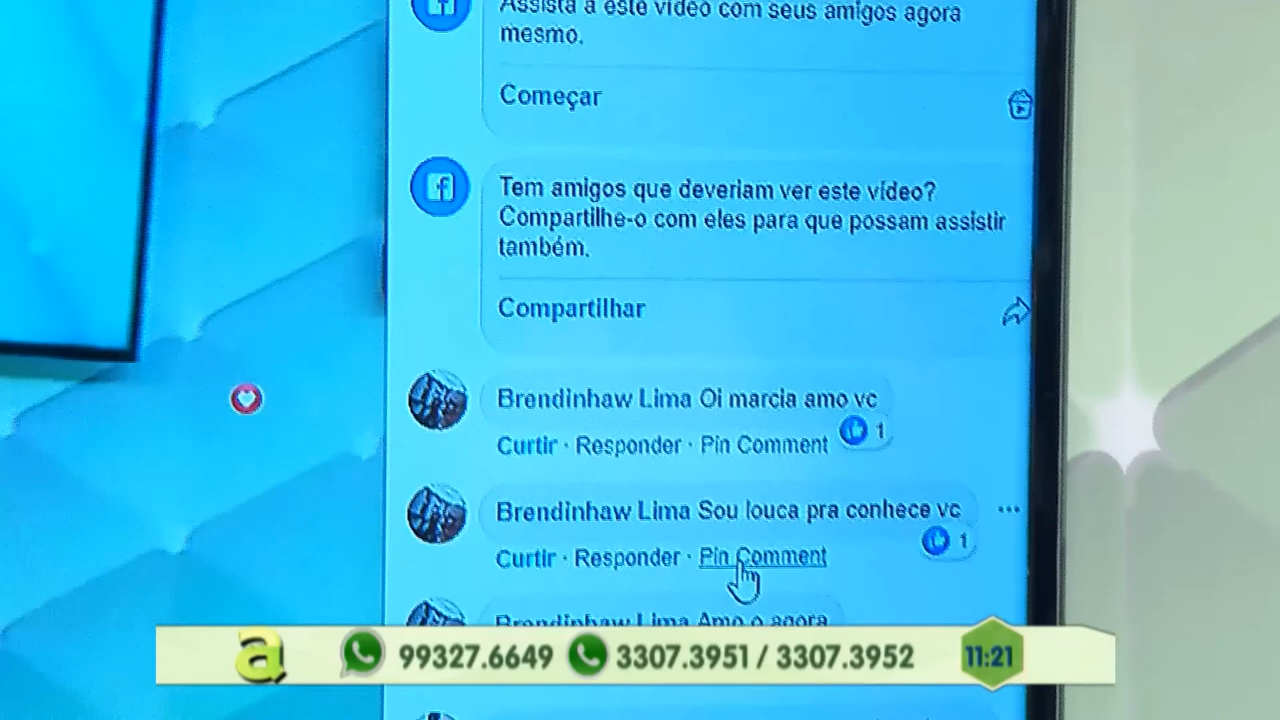 Assista a este vídeo com seus amigos agora
mesmo.
Começar
Tem amigos que deveriam ver este vídeo?
Compartilhe-o com eles para que possam assistir
também.
Compartilhar
Brendinhaw Lima Oi marcia amo vc
1
Curtir · Responder · Pin Comment
Brendinhaw Lima Sou louca pra conhece vc
1
Curtir · Responder · Pin Comment
Brendinhaw Lima Amo o agora
a 99327.6649 3307.3951 / 3307.3952 11:21